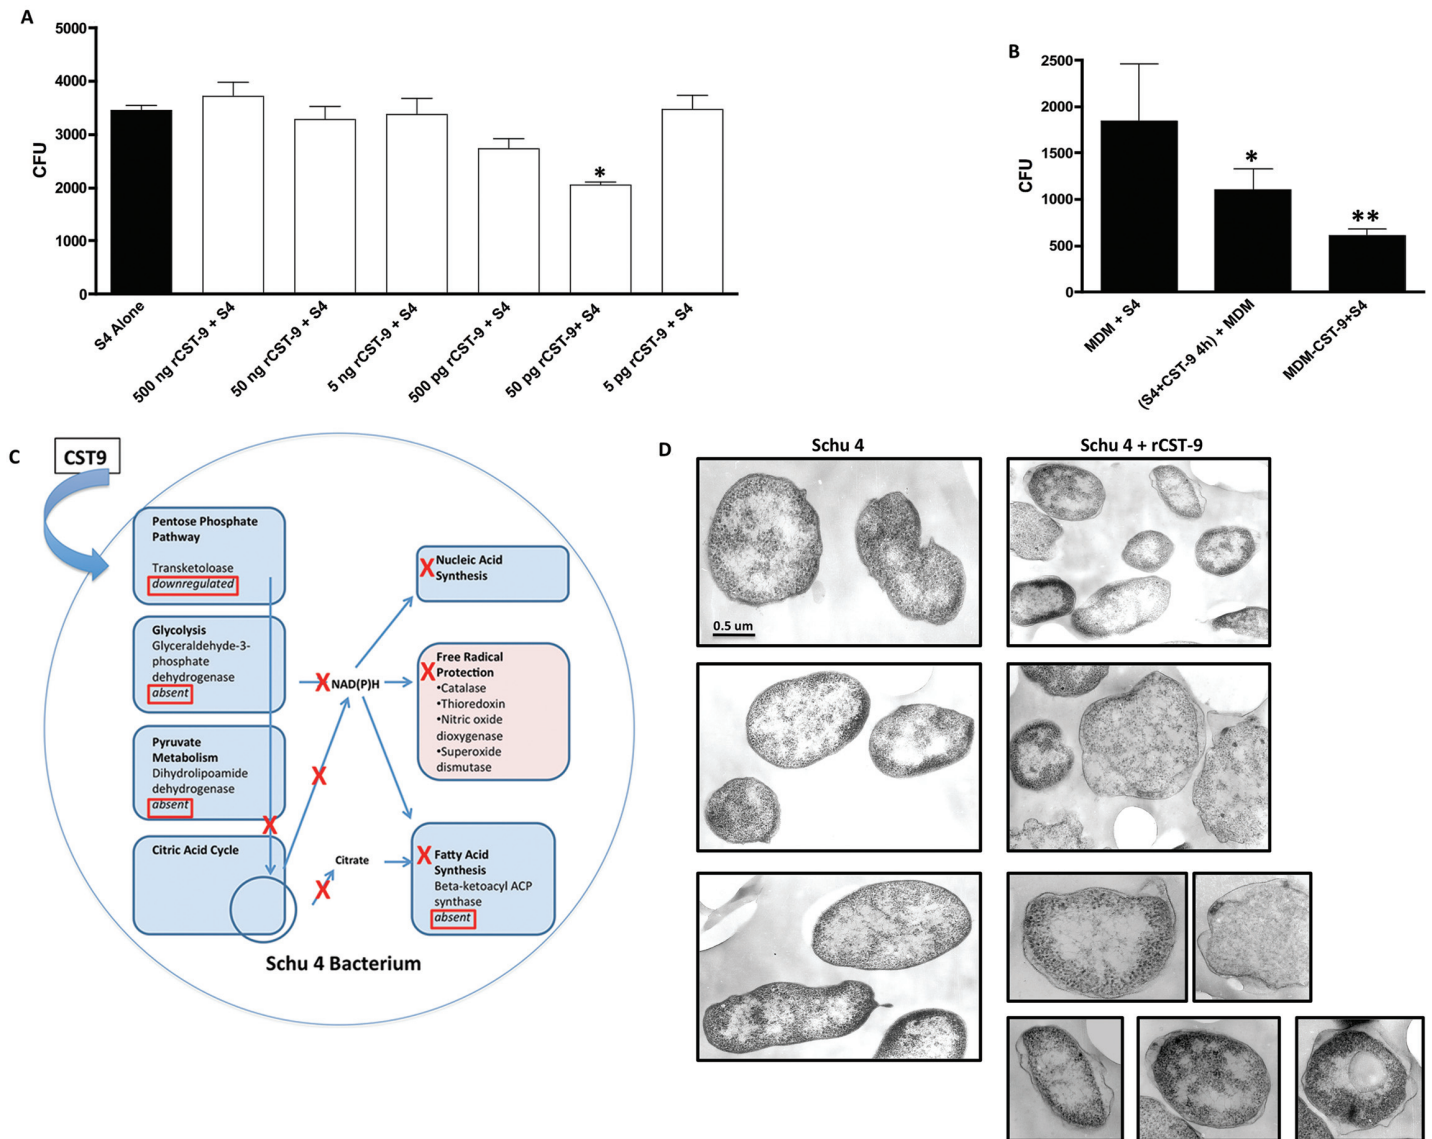 A
5000
4000
3000
2000
1000
0
CFU
*
S4 Alone
500 ng rCST-9 + S4
50 ng rCST-9 + S4
5 ng rCST-9 + S4
500 pg rCST-9 + S4
50 pg rCST-9+ S4
5 pg rCST-9 + S4
B
2500
2000
1500
1000
500
0
CFU
*
**
MDM + S4
(S4+CST-9 4h) + MDM
MDM-CST-9+S4
C
CST9
Pentose Phosphate
Pathway
Transketoloase
downregulated
Glycolysis
Glyceraldehyde-3-
phosphate
dehydrogenase
absent
Pyruvate
Metabolism
Dihydrolipoamide
dehydrogenase
absent
Citric Acid Cycle
X
X
X
X
NAD(P)H
Citrate
X
Nucleic Acid
Synthesis
X
Free Radical
Protection
•Catalase
•Thioredoxin
•Nitric oxide
dioxygenase
•Superoxide
dismutase
X
Fatty Acid
Synthesis
Beta-ketoacyl ACP
synthase
absent
Schu 4 Bacterium
D
Schu 4
Schu 4 + rCST-9
0.5 um